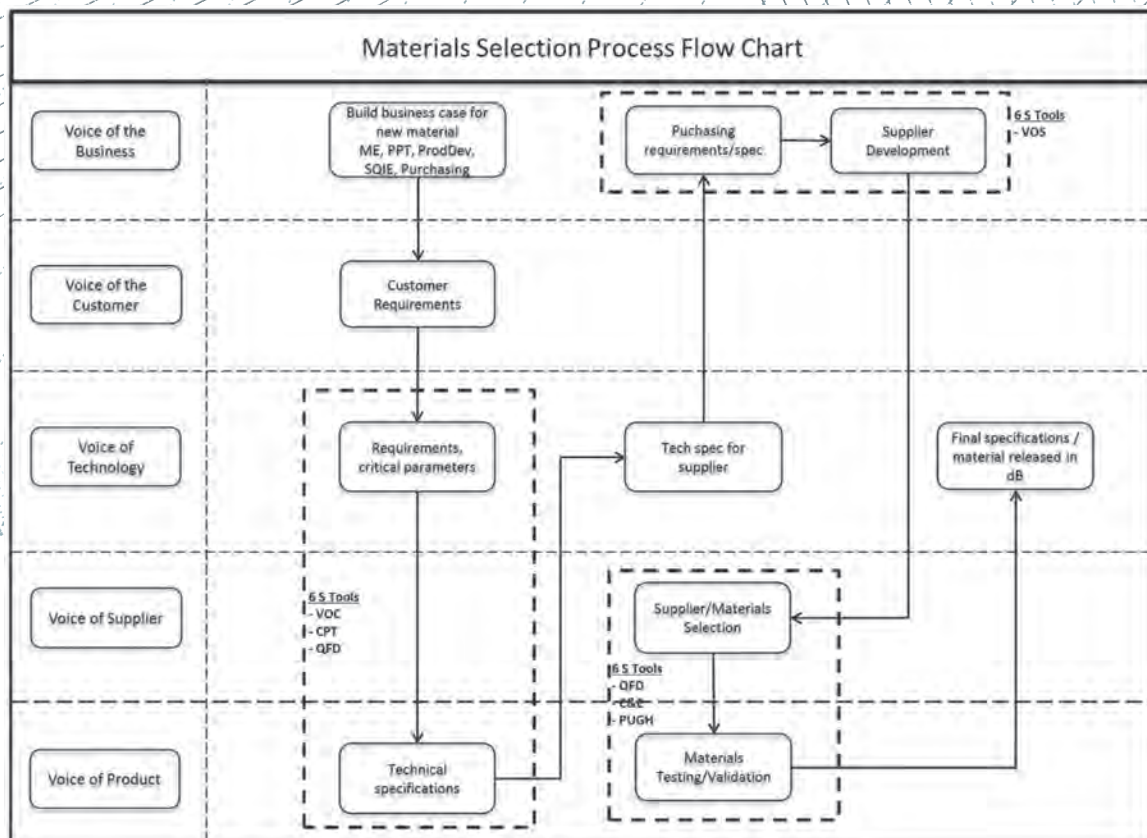 Materials Selection Process Flow Chart
Voice of the
Business
Build business case for
new material
ME, PPT, ProdDev,
SQIE, Purchasing
Puchasing
requirements/spec
Supplier
Development
6 S Tools
- VOS
Voice of the
Customer
Customer
Requirements
Voice of
Technology
Requirements,
critical parameters
Tech spec for
supplier
Final specifications /
material released in
dB
Voice of Supplier
6 S Tools
- VOC
- CPT
- QFD
Supplier/Materials
Selection
6 S Tools
- QFD
- C&E
- PUGH
Voice of Product
Technical
specifications
Materials
Testing/Validation